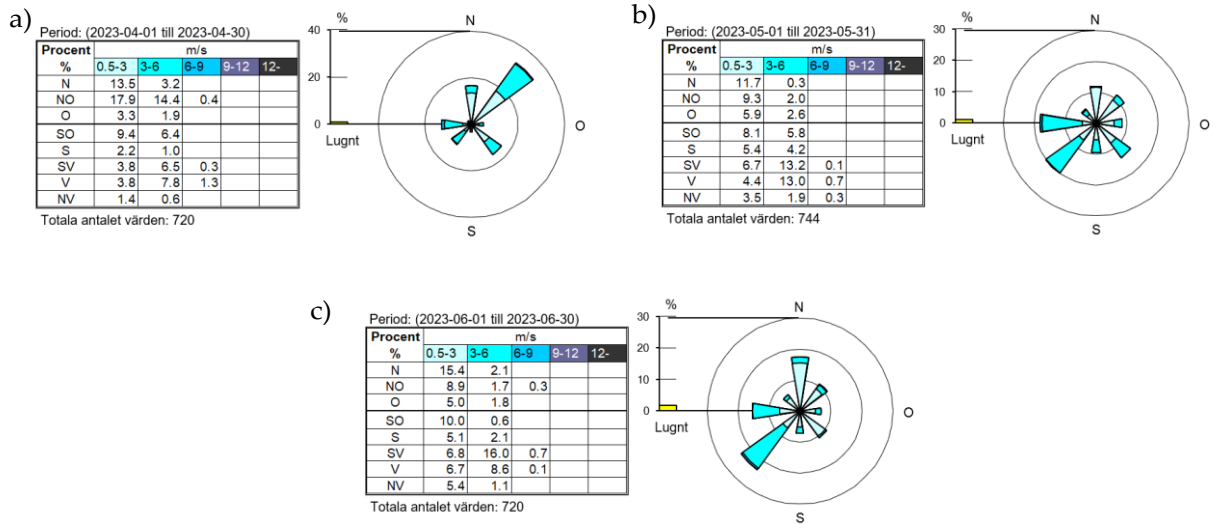 a)
Period: (2023-04-01 till 2023-04-30)
Procent m/s
% 0.5-3 3-6 6-9 9-12 12-
N 13.5 3.2
NO 17.9 14.4 0.4
O 3.3 1.9
SO 9.4 6.4
S 2.2 1.0
SV 3.8 6.5 0.3
V 3.8 7.8 1.3
NV 1.4 0.6
Totala antalet värden: 720
%
40
20
0
Lugnt
N
O
S
b)
Period: (2023-05-01 till 2023-05-31)
Procent m/s
% 0.5-3 3-6 6-9 9-12 12-
N 11.7 0.3
NO 9.3 2.0
O 5.9 2.6
SO 8.1 5.8
S 5.4 4.2
SV 6.7 13.2 0.1
V 4.4 13.0 0.7
NV 3.5 1.9 0.3
Totala antalet värden: 744
%
30
20
10
0
Lugnt
N
O
S
c)
Period: (2023-06-01 till 2023-06-30)
Procent m/s
% 0.5-3 3-6 6-9 9-12 12-
N 15.4 2.1
NO 8.9 1.7 0.3
O 5.0 1.8
SO 10.0 0.6
S 5.1 2.1
SV 6.8 16.0 0.7
V 6.7 8.6 0.1
NV 5.4 1.1
Totala antalet värden: 720
%
30
20
10
0
Lugnt
N
O
S